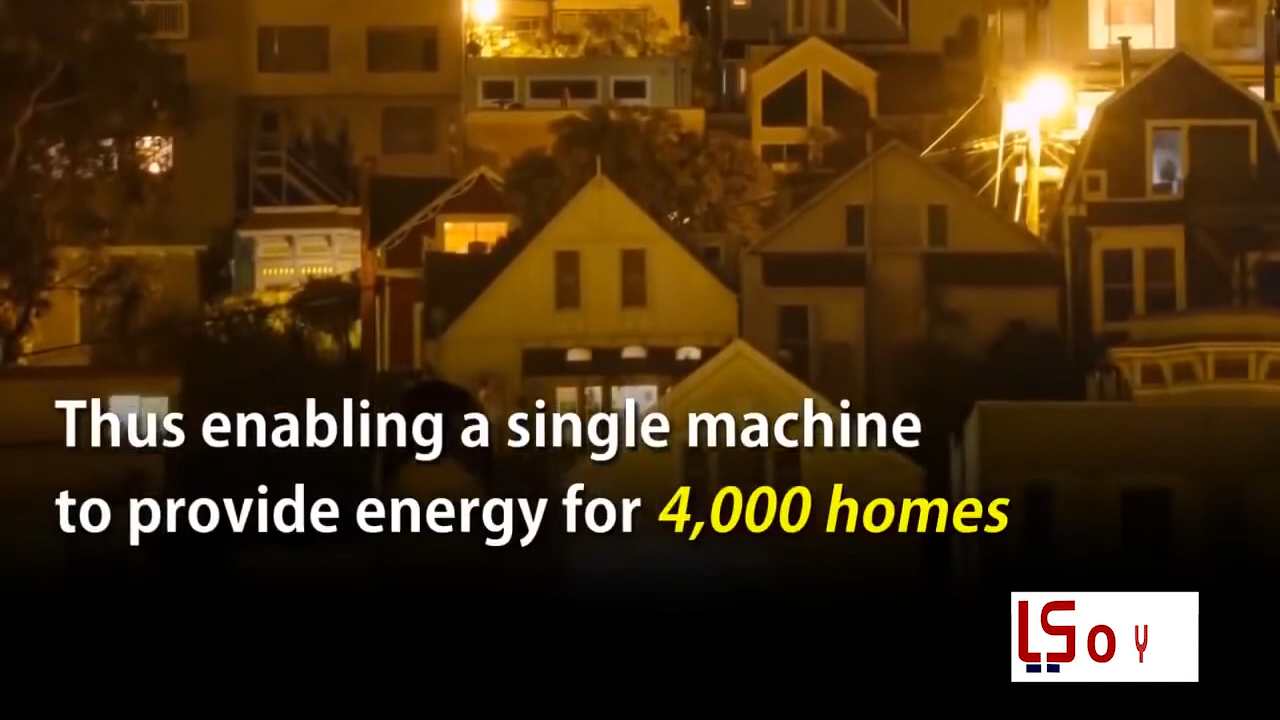 Thus enabling a single machine
to provide energy for 4,000 homes